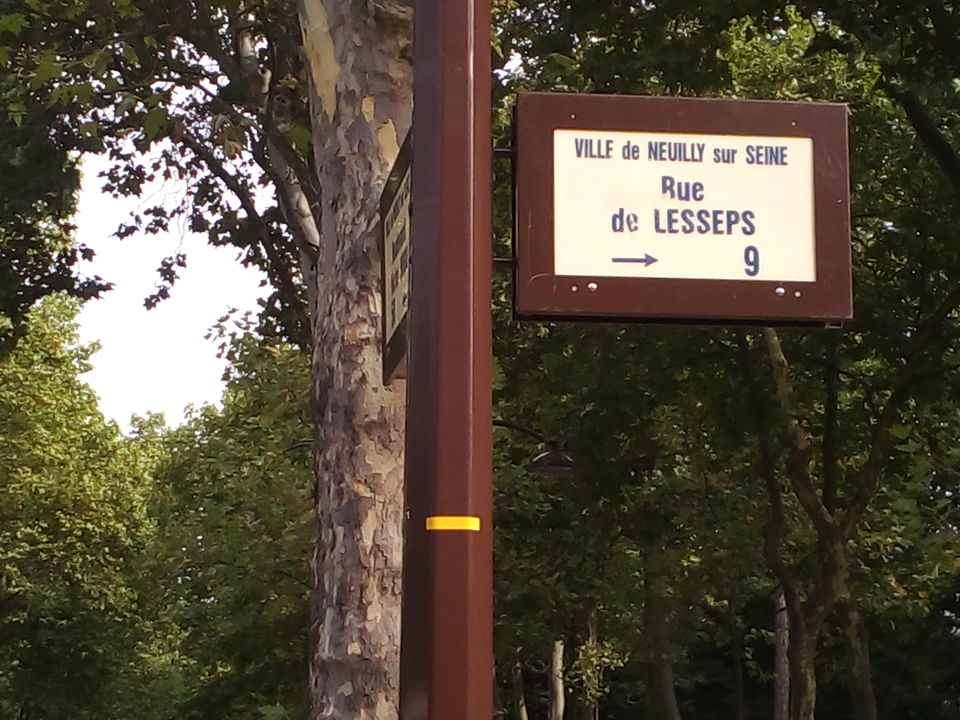 VILLE de NEUILLY sur SEINE
Rue
de LESSEPS
→ 9